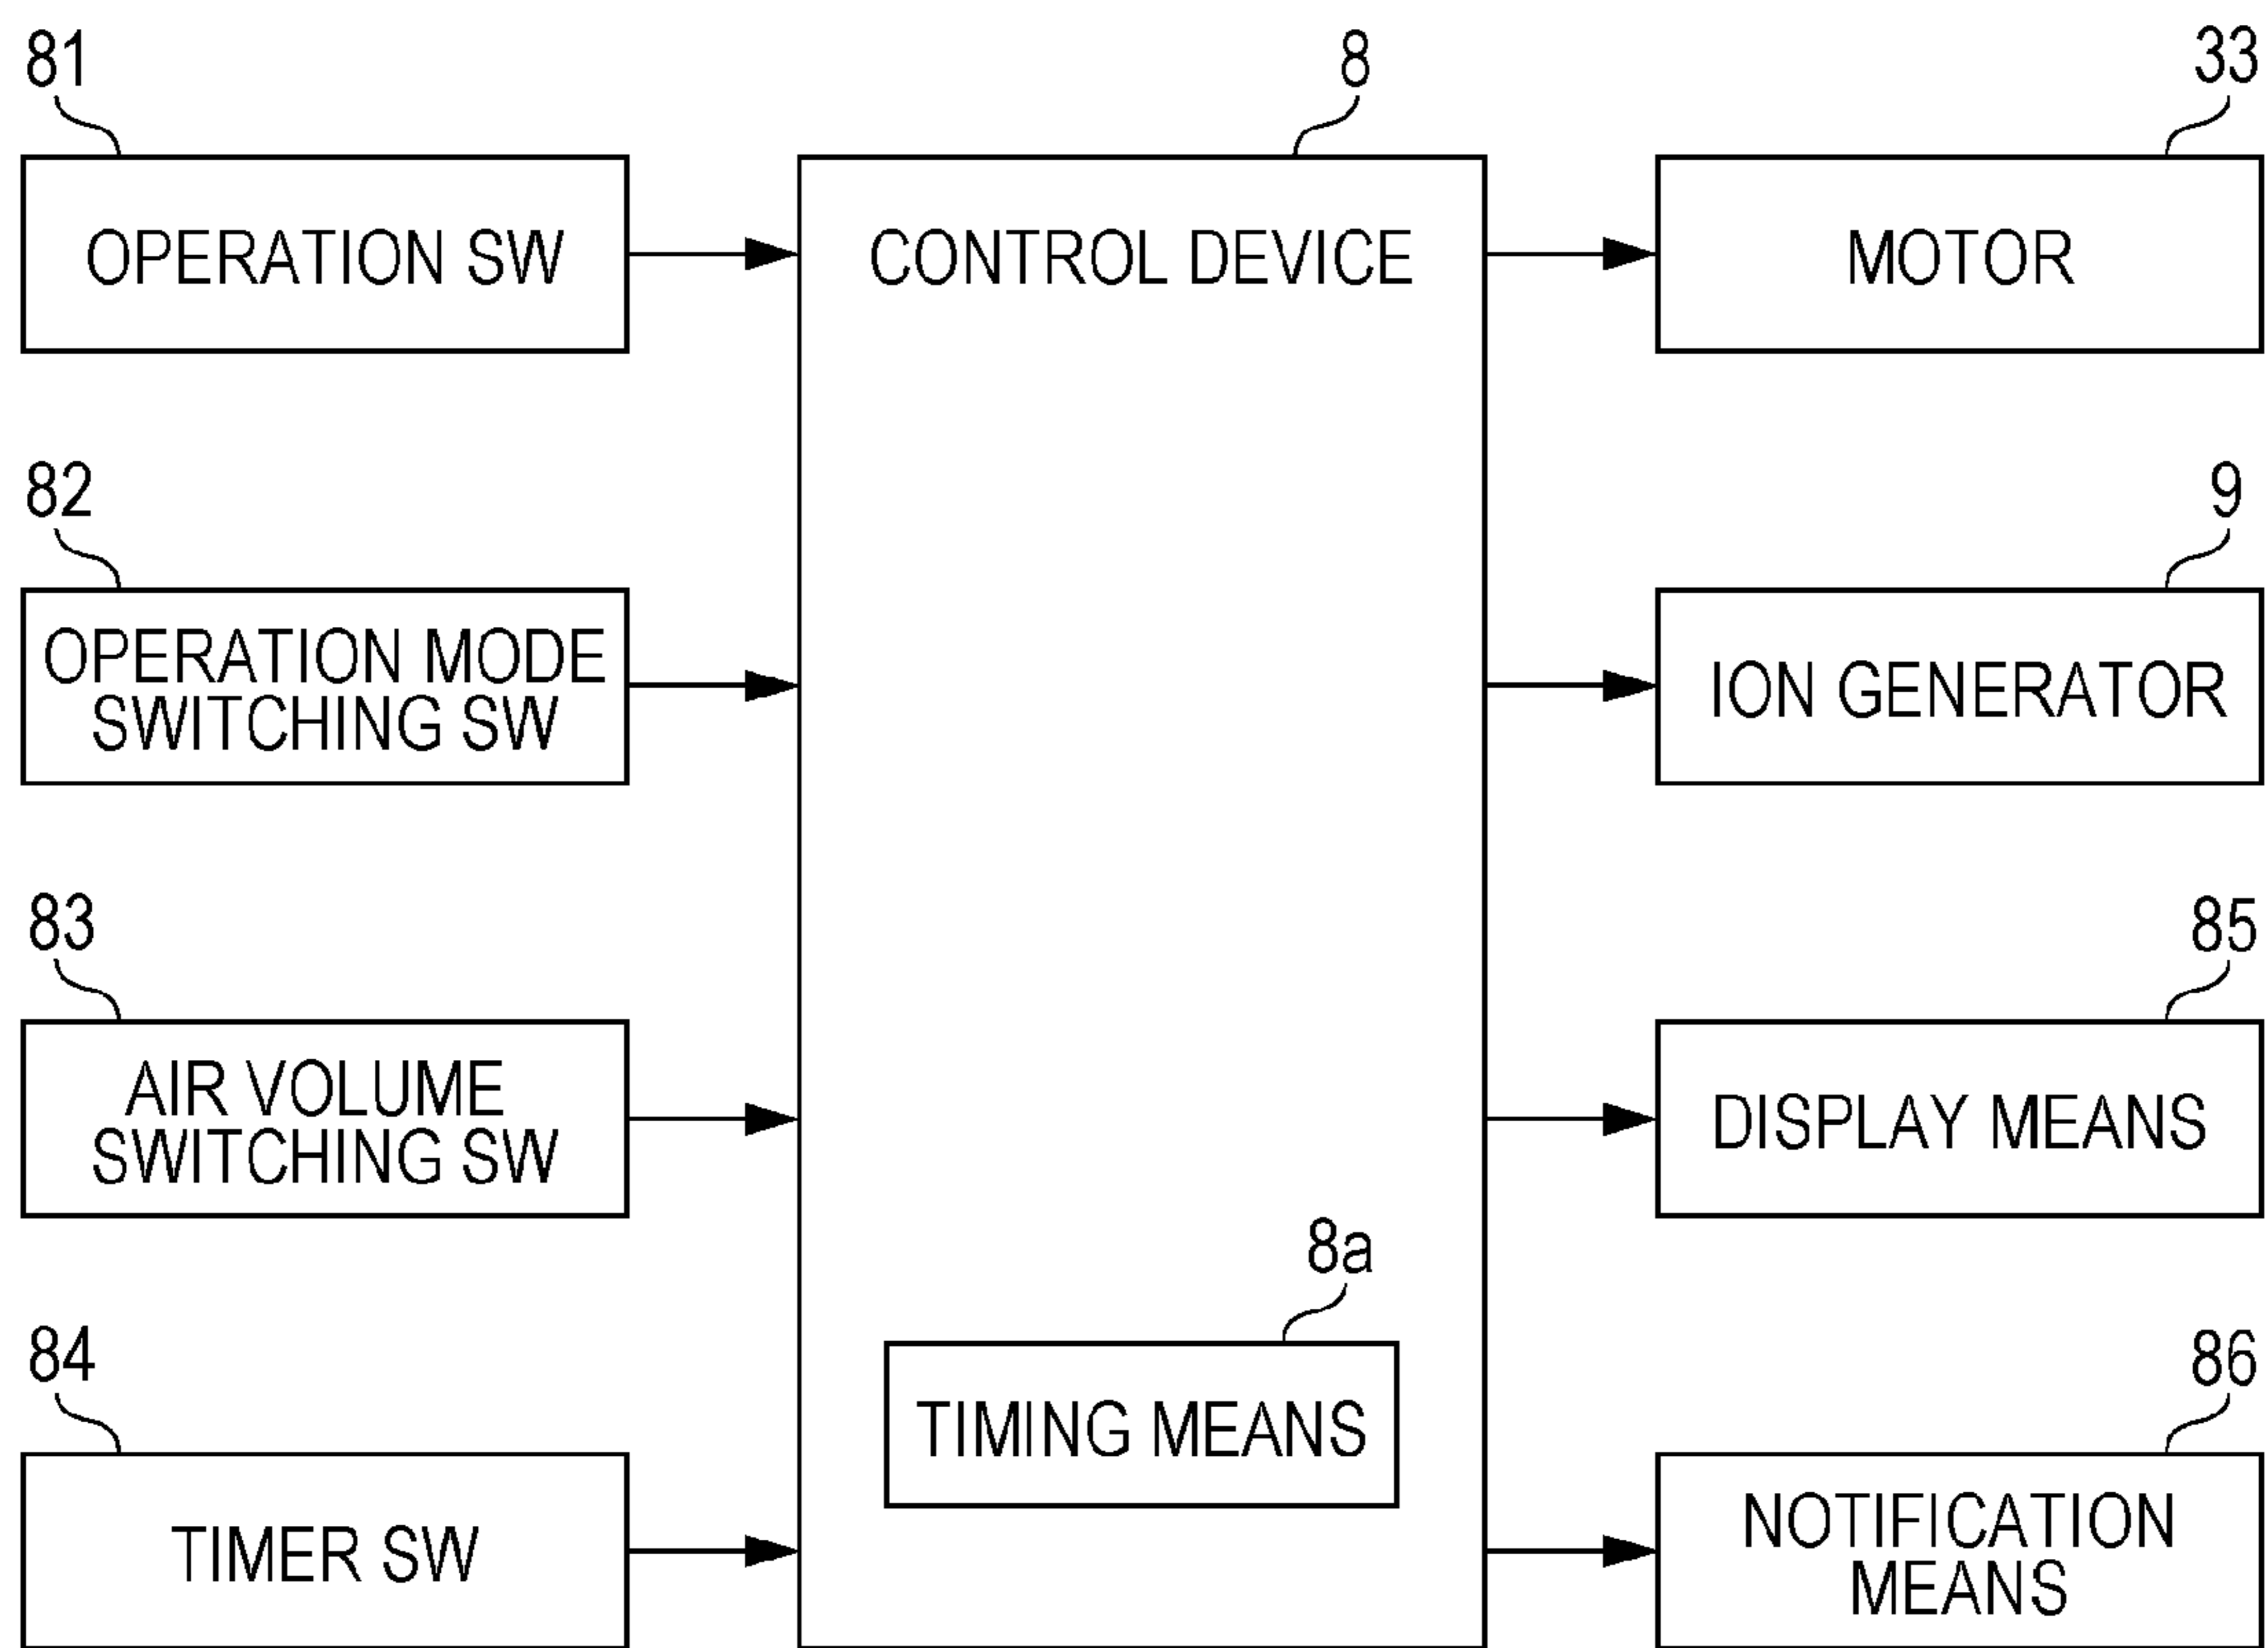 81
8
33
OPERATION SW
CONTROL DEVICE
MOTOR
82
9
OPERATION MODE
SWITCHING SW
ION GENERATOR
83
85
AIR VOLUME
SWITCHING SW
DISPLAY MEANS
8a
TIMING MEANS
84
86
TIMER SW
NOTIFICATION
MEANS